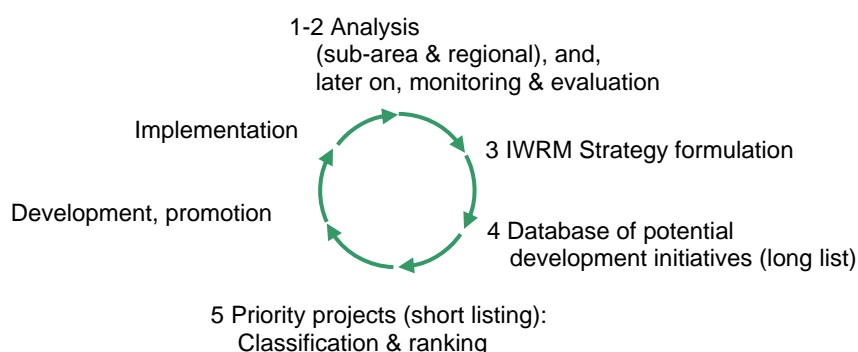 1-2 Analysis
(sub-area & regional), and,
later on, monitoring & evaluation
3 IWRM Strategy formulation
4 Database of potential
development initiatives (long list)
5 Priority projects (short listing):
Classification & ranking
Development, promotion
Implementation